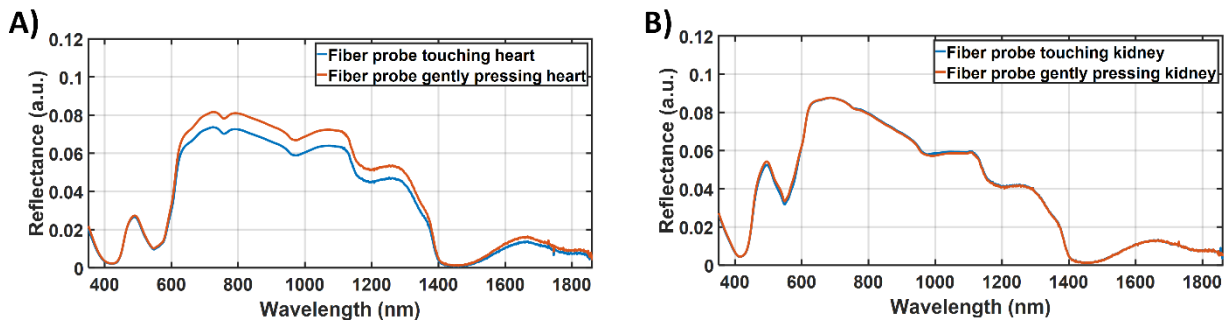 A)
0.12
0.1
0.08
0.06
0.04
0.02
0
Reflectance (a.u.)
Fiber probe touching heart
Fiber probe gently pressing heart
400 600 800 1000 1200 1400 1600 1800
Wavelength (nm)
B)
0.12
0.1
0.08
0.06
0.04
0.02
0
Reflectance (a.u.)
Fiber probe touching kidney
Fiber probe gently pressing kidney
400 600 800 1000 1200 1400 1600 1800
Wavelength (nm)